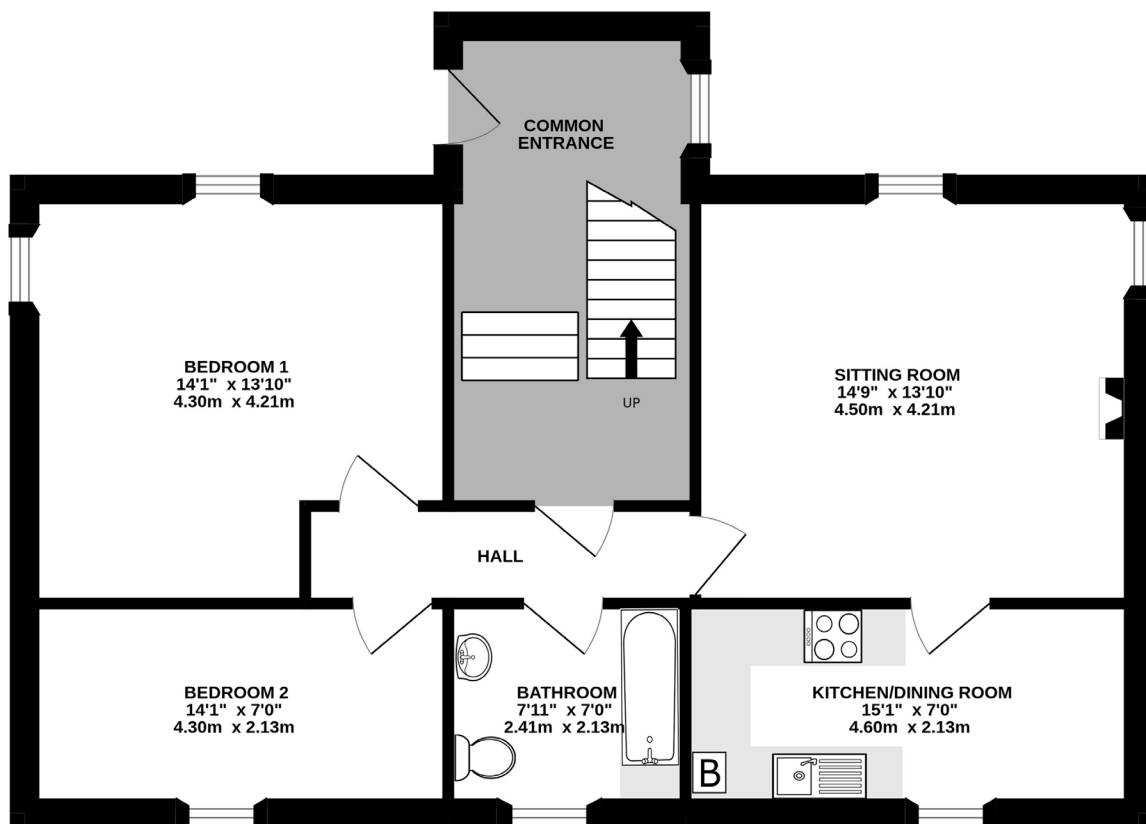 COMMON
ENTRANCE
BEDROOM 1
14'1" x 13'10"
4.30m x 4.21m
UP
SITTING ROOM
14'9" x 13'10"
4.50m x 4.21m
HALL
BEDROOM 2
14'1" x 7'0"
4.30m x 2.13m
BATHROOM
7'11" x 7'0"
2.41m x 2.13m
B
KITCHEN/DINING ROOM
15'1" x 7'0"
4.60m x 2.13m